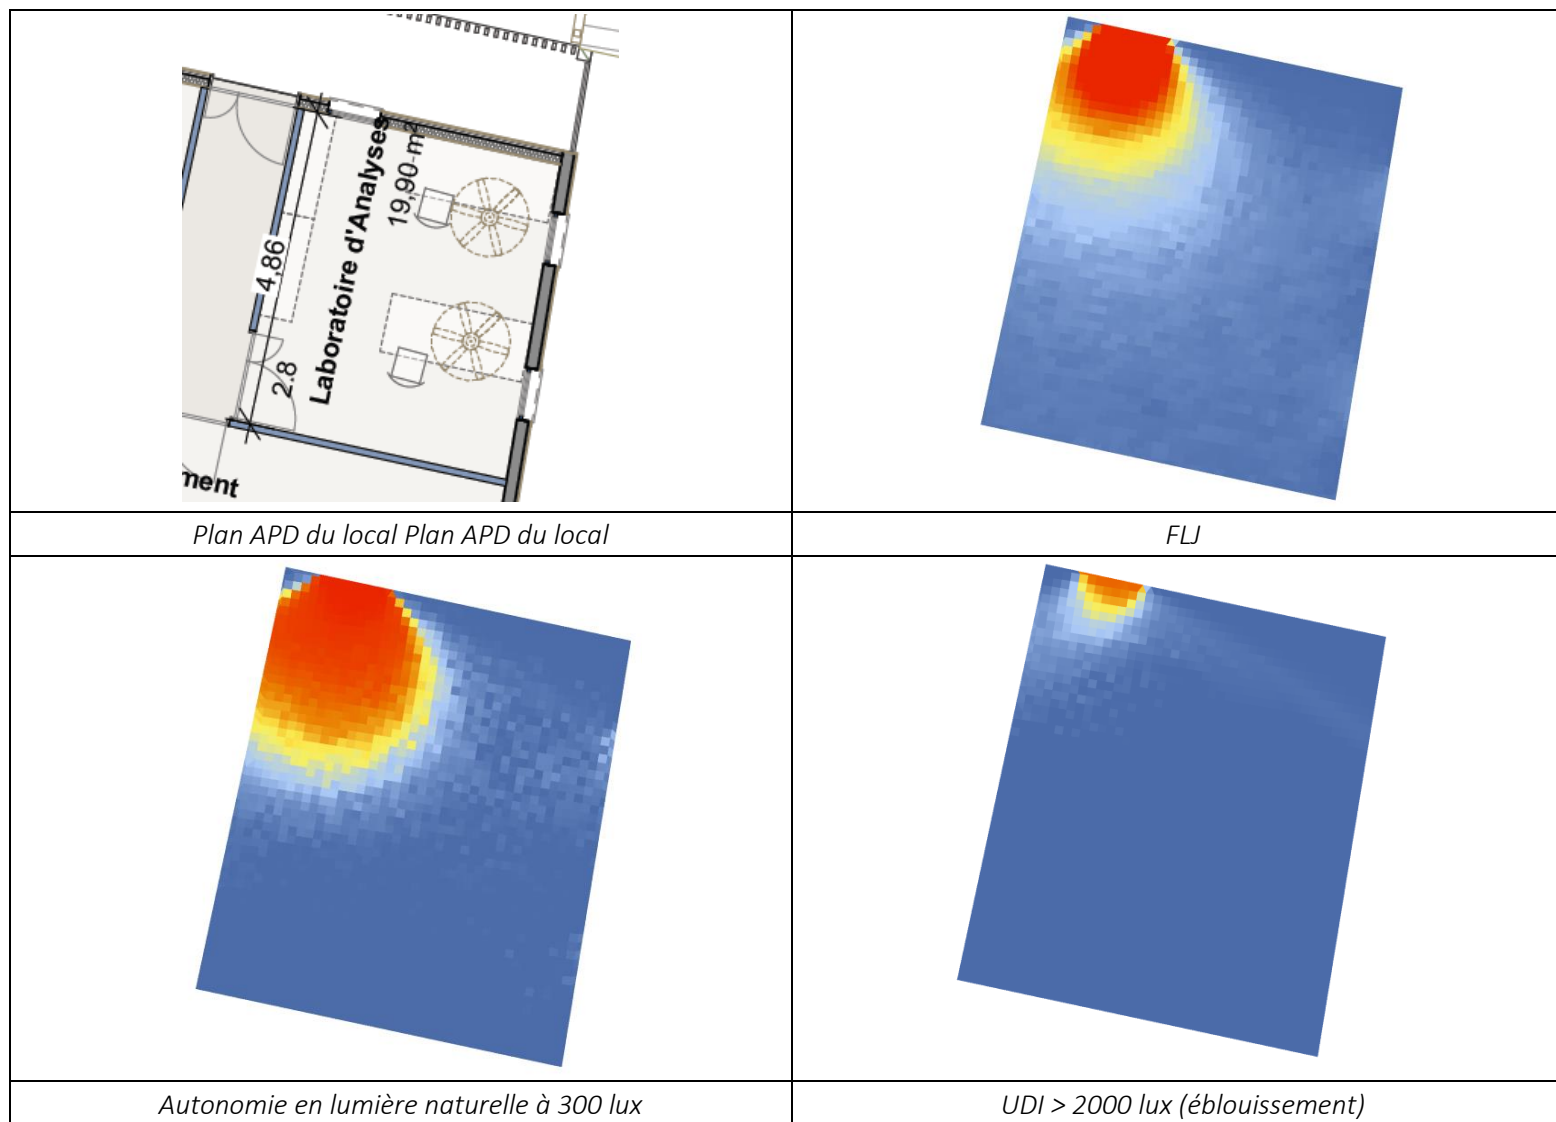 Laboratoire d'Analyses
19,90 m²
4,86
2.8
ment
Plan APD du local Plan APD du local
FLJ
Autonomie en lumière naturelle à 300 lux
UDI > 2000 lux (éblouissement)